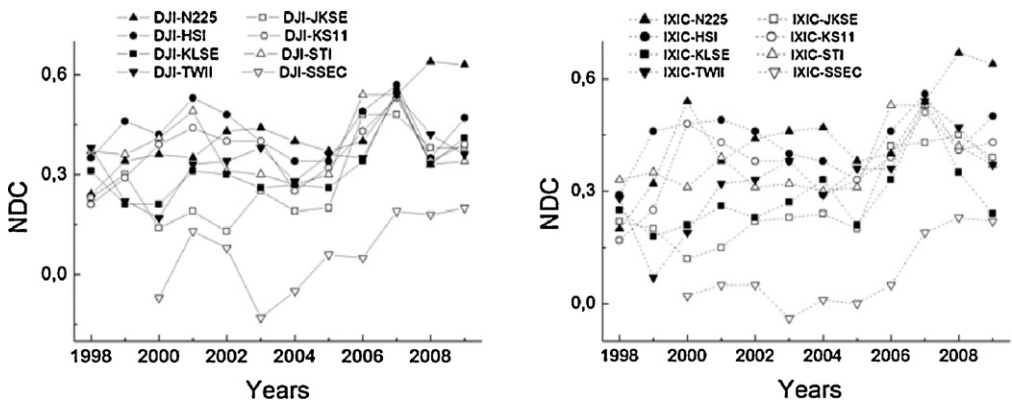 DJI-N225 DJI-JKSE
DJI-HSI DJI-KS11
DJI-KLSE DJI-STI
DJI-TWII DJI-SSEC
0,6
0,3
0,0
NDC
1998 2000 2002 2004 2006 2008
Years
IXIC-N225 IXIC-JKSE
IXIC-HSI IXIC-KS11
IXIC-KLSE IXIC-STI
IXIC-TWII IXIC-SSEC
0,6
0,3
0,0
NDC
1998 2000 2002 2004 2006 2008
Years